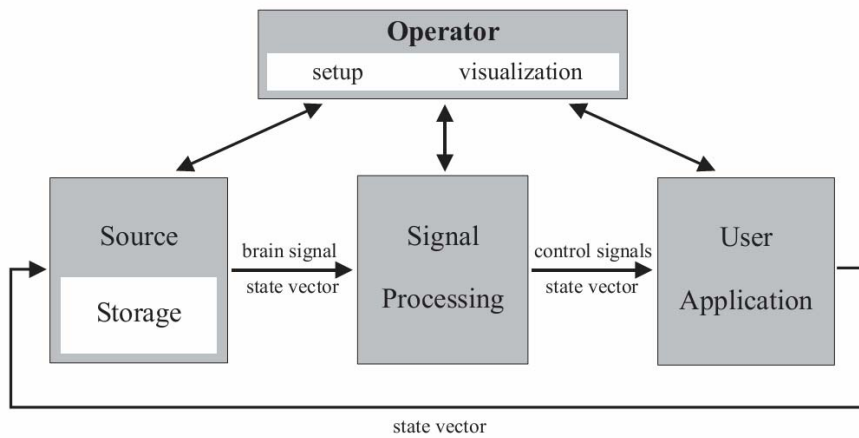 Operator
setup visualization
Source
Storage
brain signal
state vector
Signal
Processing
control signals
state vector
User
Application
state vector